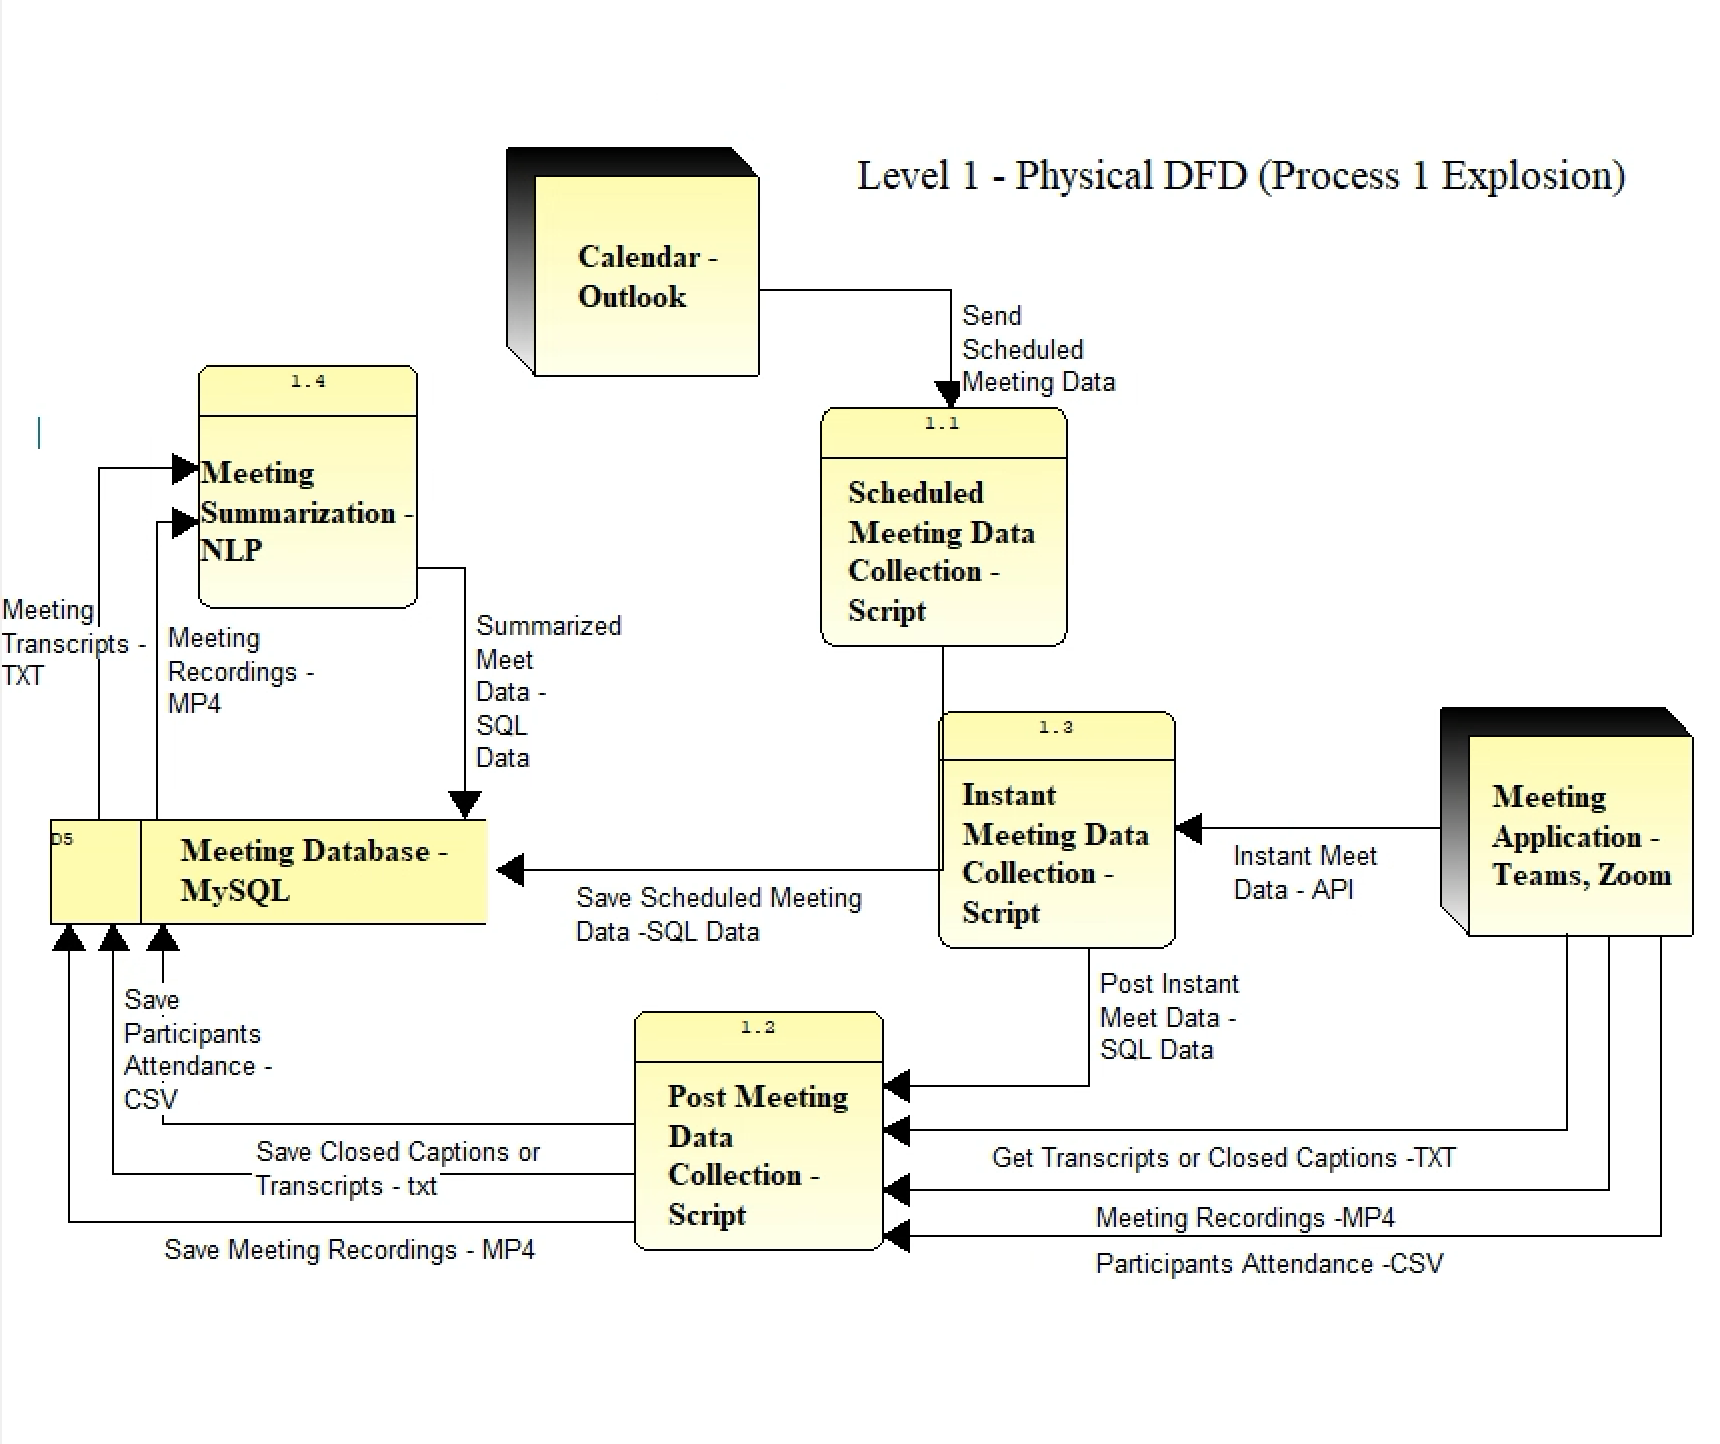 Level 1 - Physical DFD (Process 1 Explosion)
Calendar -
Outlook
Send
Scheduled
Meeting Data
1.4
Meeting
Summarization -
NLP
1.1
Scheduled
Meeting Data
Collection -
Script
Meeting
Transcripts -
TXT
Meeting
Recordings -
MP4
Summarized
Meet
Data -
SQL
Data
1.3
Instant
Meeting Data
Collection -
Script
Meeting
Application -
Teams, Zoom
Instant Meet
Data - API
D5
Meeting Database -
MySQL
Save Scheduled Meeting
Data -SQL Data
Post Instant
Meet Data -
SQL Data
Save
Participants
Attendance -
CSV
1.2
Post Meeting
Data
Collection -
Script
Save Closed Captions or
Transcripts - txt
Save Meeting Recordings - MP4
Get Transcripts or Closed Captions -TXT
Meeting Recordings -MP4
Participants Attendance -CSV